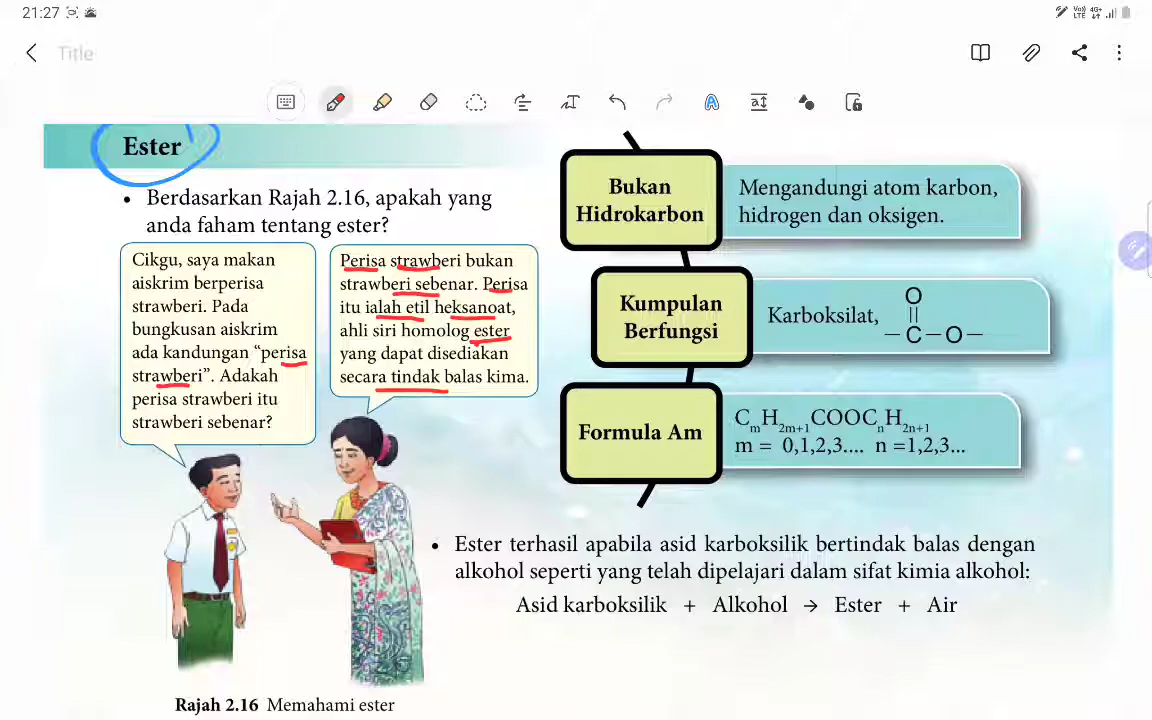 21:27
Title
Ester
• Berdasarkan Rajah 2.16, apakah yang
anda faham tentang ester?
Cikgu, saya makan
aiskrim berperisa
strawberi. Pada
bungkusan aiskrim
ada kandungan “perisa
strawberi”. Adakah
perisa strawberi itu
strawberi sebenar?
Perisa strawberi bukan
strawberi sebenar. Perisa
itu ialah etil heksanoat,
ahli siri homolog ester
yang dapat disediakan
secara tindak balas kima.
Rajah 2.16 Memahami ester
Bukan
Hidrokarbon
Mengandungi atom karbon,
hidrogen dan oksigen.
Kumpulan
Berfungsi
Karboksilat,
O
||
–C–O–
Formula Am
CmH2m+1COOCnH2n+1
m = 0,1,2,3.... n =1,2,3...
• Ester terhasil apabila asid karboksilik bertindak balas dengan
alkohol seperti yang telah dipelajari dalam sifat kimia alkohol:
Asid karboksilik + Alkohol → Ester + Air